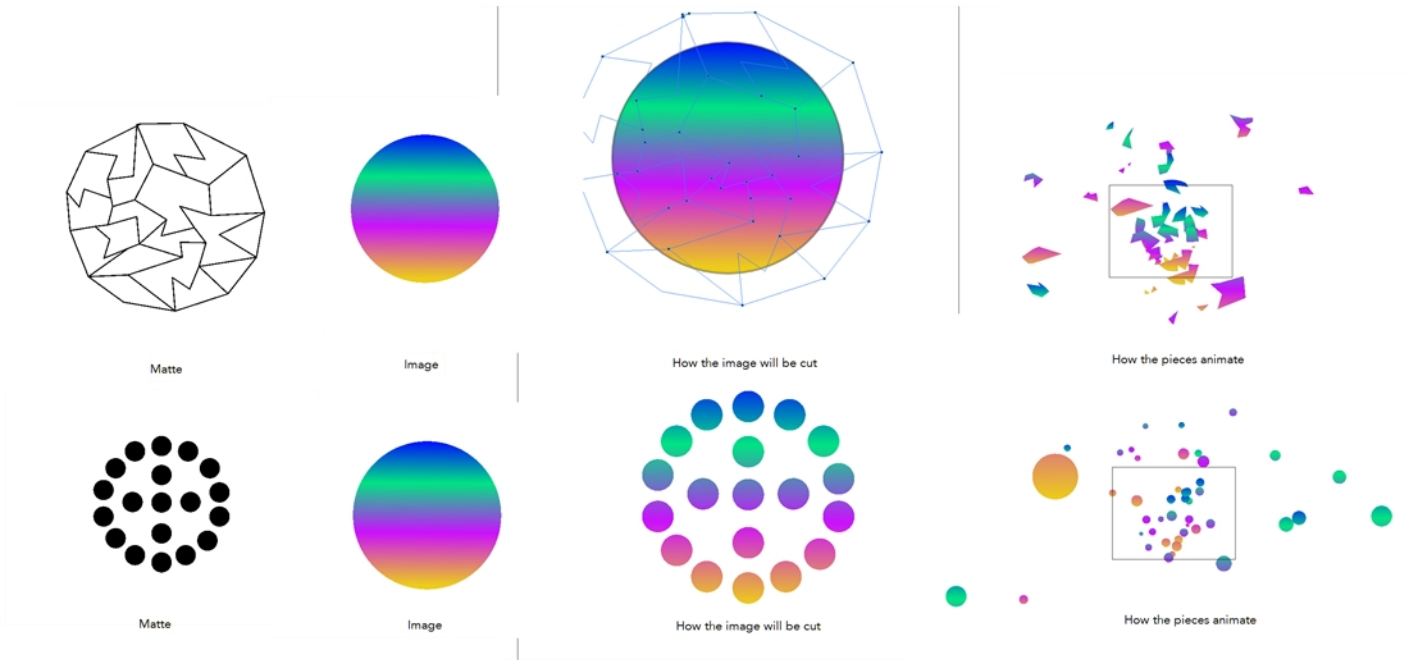 Matte
Image
How the image will be cut
How the pieces animate
Matte
Image
How the image will be cut
How the pieces animate